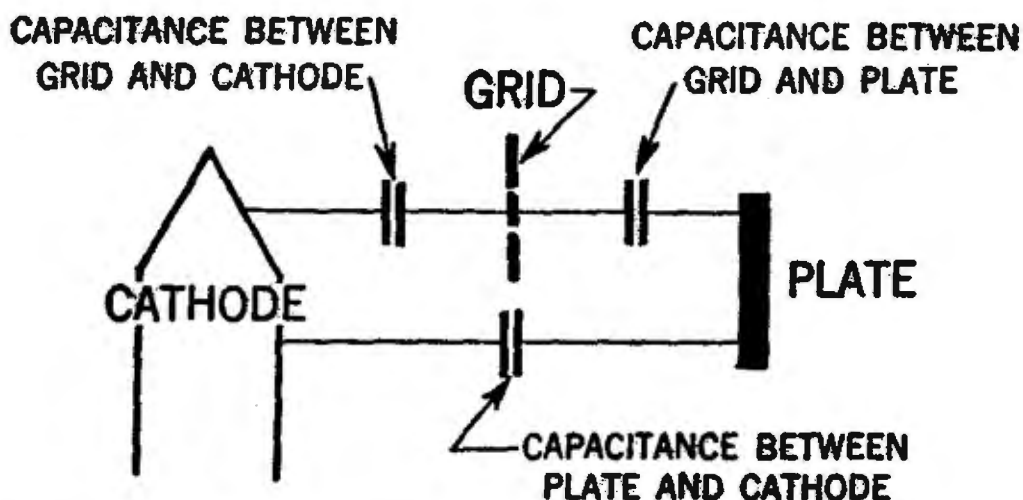 CAPACITANCE BETWEEN
GRID AND CATHODE
GRID
CAPACITANCE BETWEEN
GRID AND PLATE
CATHODE
PLATE
CAPACITANCE BETWEEN
PLATE AND CATHODE